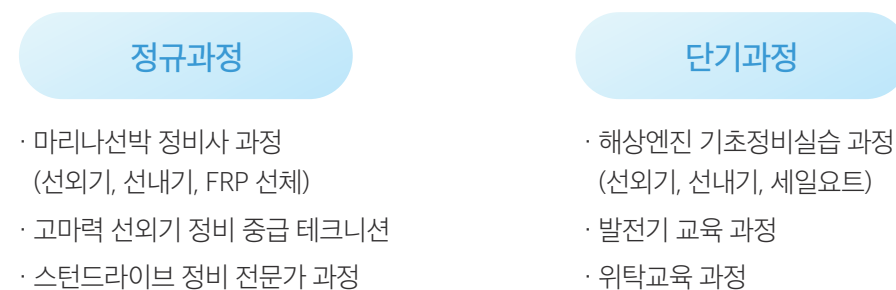 정규과정
· 마리나선박 정비사 과정
(선외기, 선내기, FRP 선체)
· 고마력 선외기 정비 중급 테크니션
· 스턴드라이브 정비 전문가 과정
단기과정
· 해상엔진 기초정비실습 과정
(선외기, 선내기, 세일요트)
· 발전기 교육 과정
· 위탁교육 과정